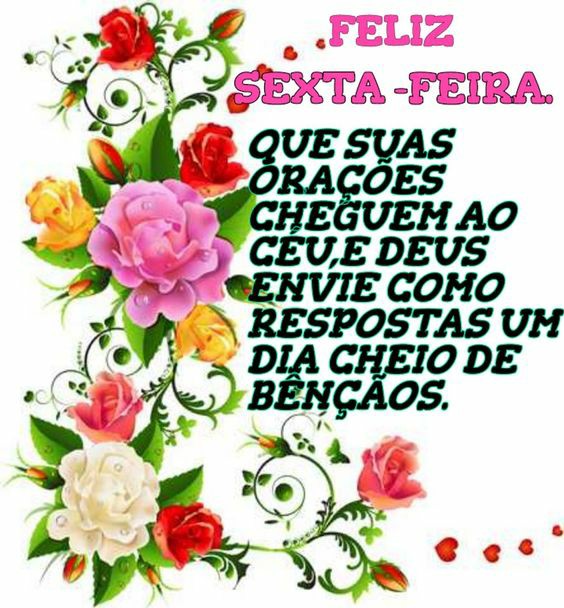 FELIZ
SEXTA -FEIRA.
QUE SUAS
ORAÇÕES
CHEGUEM AO
CÉU,E DEUS
ENVIE COMO
RESPOSTAS UM
DIA CHEIO DE
BÊNÇÃOS.